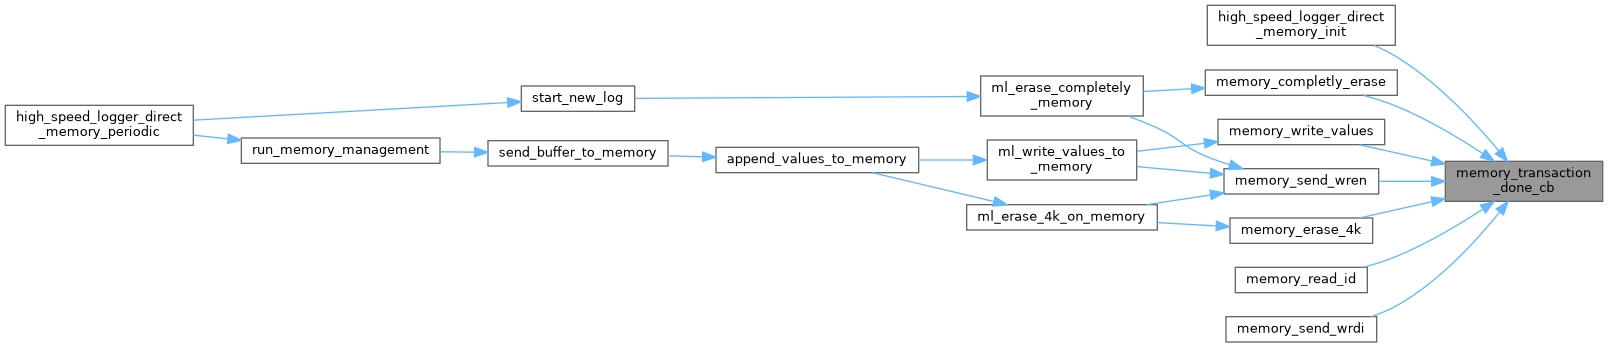 high_speed_logger_direct
_memory_init
memory_completly_erase
ml_erase_completely
_memory
start_new_log
high_speed_logger_direct
_memory_periodic
memory_write_values
run_memory_management
send_buffer_to_memory
append_values_to_memory
ml_write_values_to
_memory
memory_send_wren
memory_transaction
_done_cb
ml_erase_4k_on_memory
memory_erase_4k
memory_read_id
memory_send_wrdi